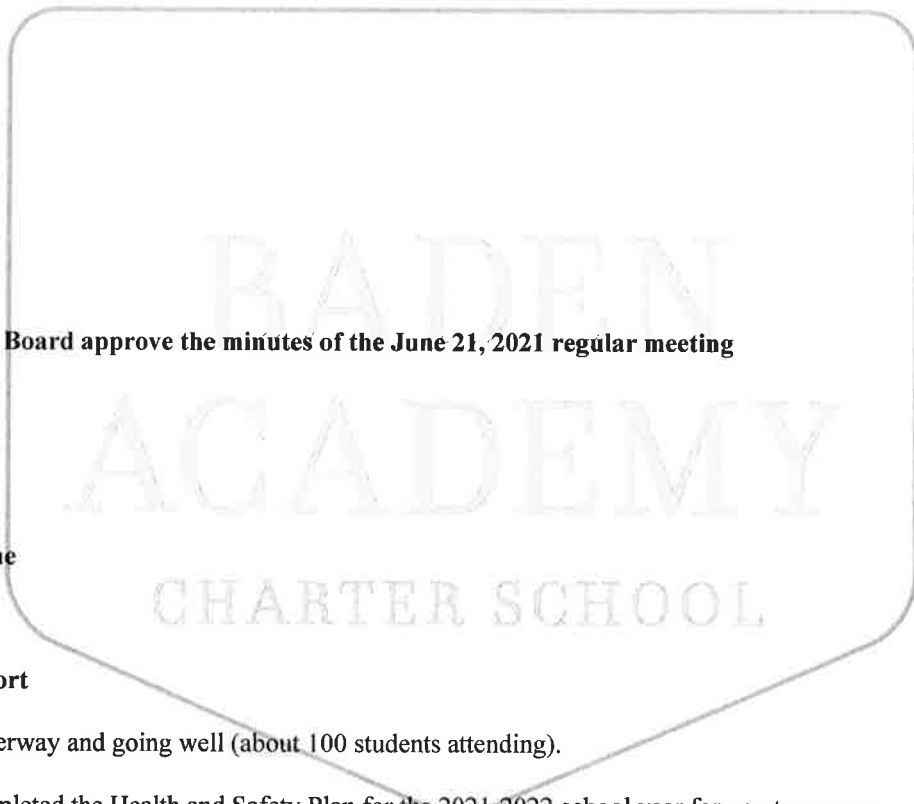 BADEN
Board approve the minutes of the June 21, 2021 regular meeting
ACADEMY
CHARTER SCHOOL
ort
erway and going well (about 100 students attending).
pleted the Health and Safety Plan for the 2021-2022 school year for most